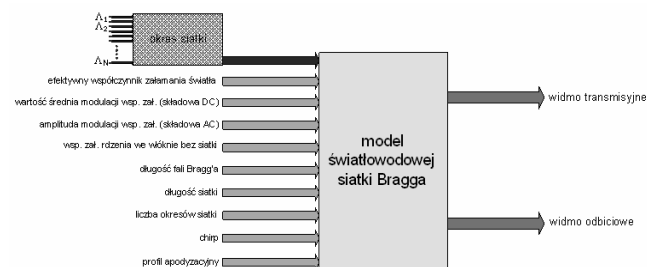 Λ1
Λ2
ΛN
okres siatki
efektywny współczynnik załamania światła
wartość średnia modulacji wsp. zał. (składowa DC)
amplituda modulacji wsp. zał. (składowa AC)
wsp. zał. rdzenia we włóknie bez siatki
długość fali Bragg'a
długość siatki
liczba okresów siatki
chirp
profil apodyzacyjny
model
światłowodowej
siatki Bragga
widmo transmisyjne
widmo odbiciowe